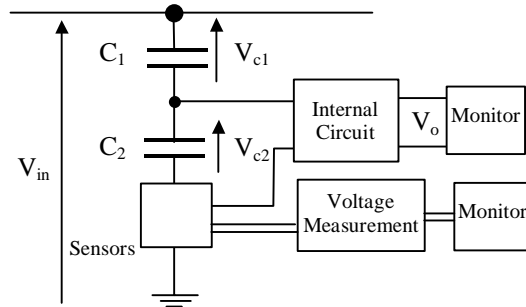 C1
Vc1
Internal
Circuit
Vo
Monitor
Vin
C2
Vc2
Sensors
Voltage
Measurement
Monitor